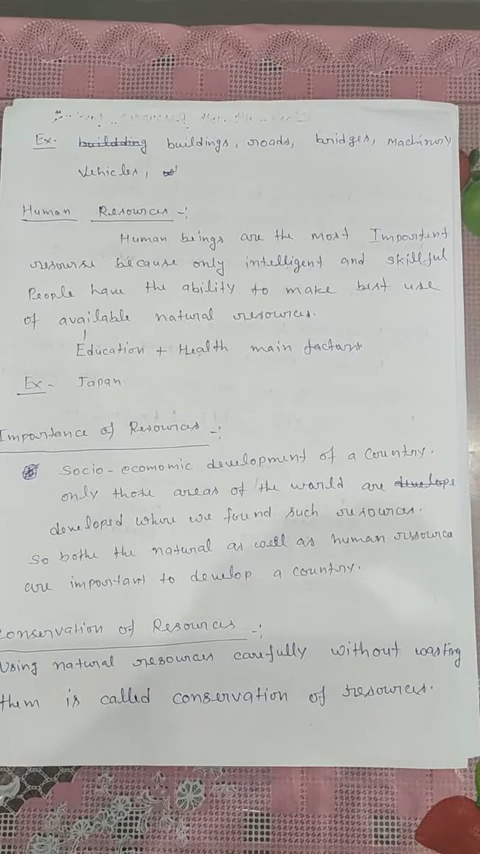 Ex. buildding buildings, roads, bridges, Machinery
Vehicles,
Human Resources -:
Human beings are the most Important
resourse because only intelligent and skillful
People have the ability to make best use
of available natural resources.
Education + Health main factors
Ex - Japan
Importance of Resources -:
Socio-economic development of a country.
only those areas of the world are develops
developed where we found such resources.
So bothe the natural as well as human resource
are important to develop a country.
Conservation of Resources -:
Using natural resources carefully without wasting
them is called conservation of resources.